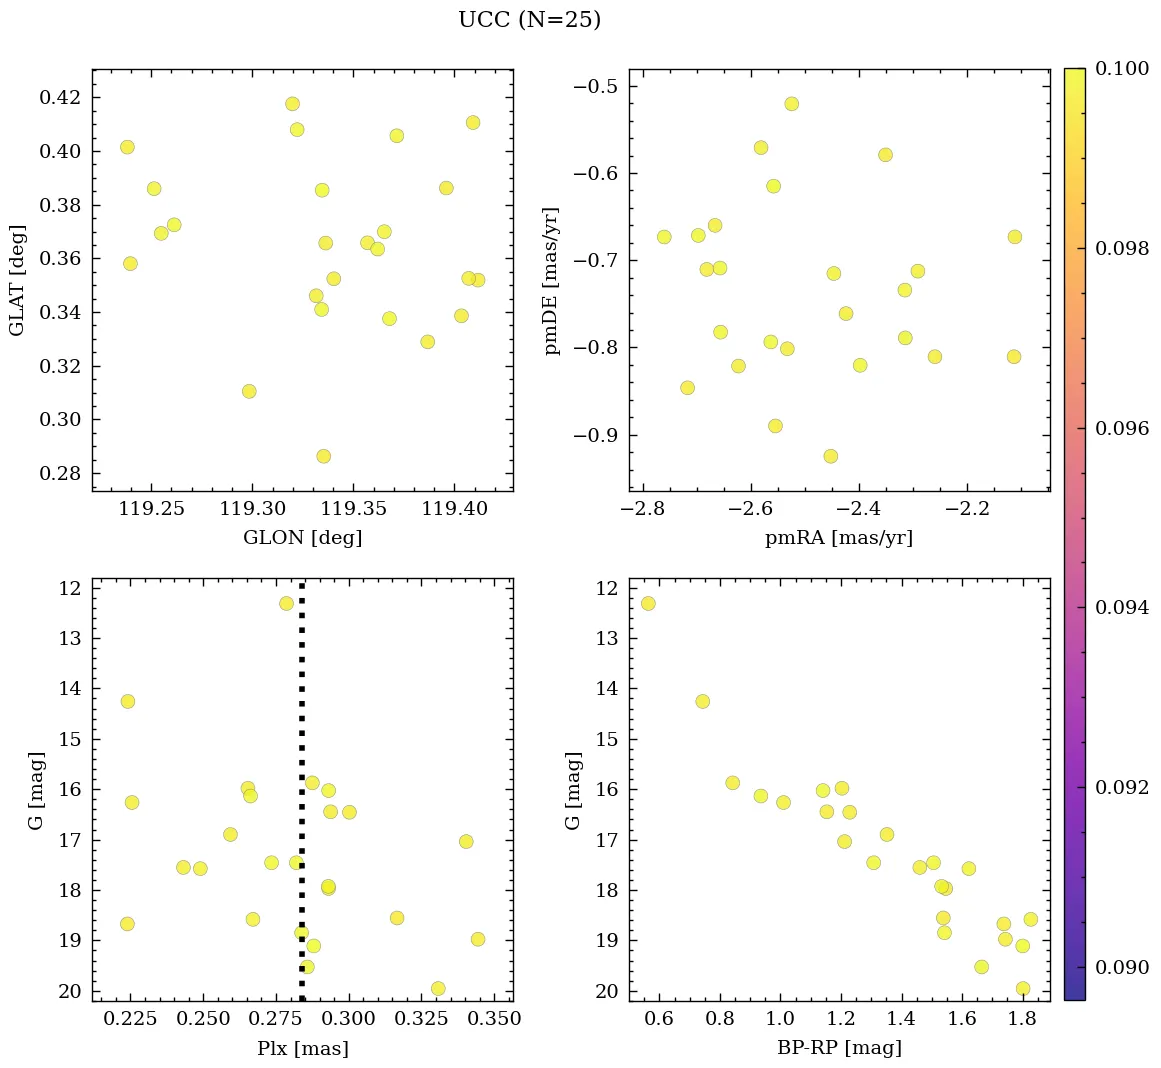 UCC (N=25)
0.42
0.40
0.38
0.36
0.34
0.32
0.30
0.28
GLAT [deg]
119.25 119.30 119.35 119.40
GLON [deg]
−0.5
−0.6
−0.7
−0.8
−0.9
pmDE [mas/yr]
−2.8 −2.6 −2.4 −2.2
pmRA [mas/yr]
12
13
14
15
16
17
18
19
20
G [mag]
0.225 0.250 0.275 0.300 0.325 0.350
Plx [mas]
12
13
14
15
16
17
18
19
20
G [mag]
0.6 0.8 1.0 1.2 1.4 1.6 1.8
BP-RP [mag]
0.100
0.098
0.096
0.094
0.092
0.090